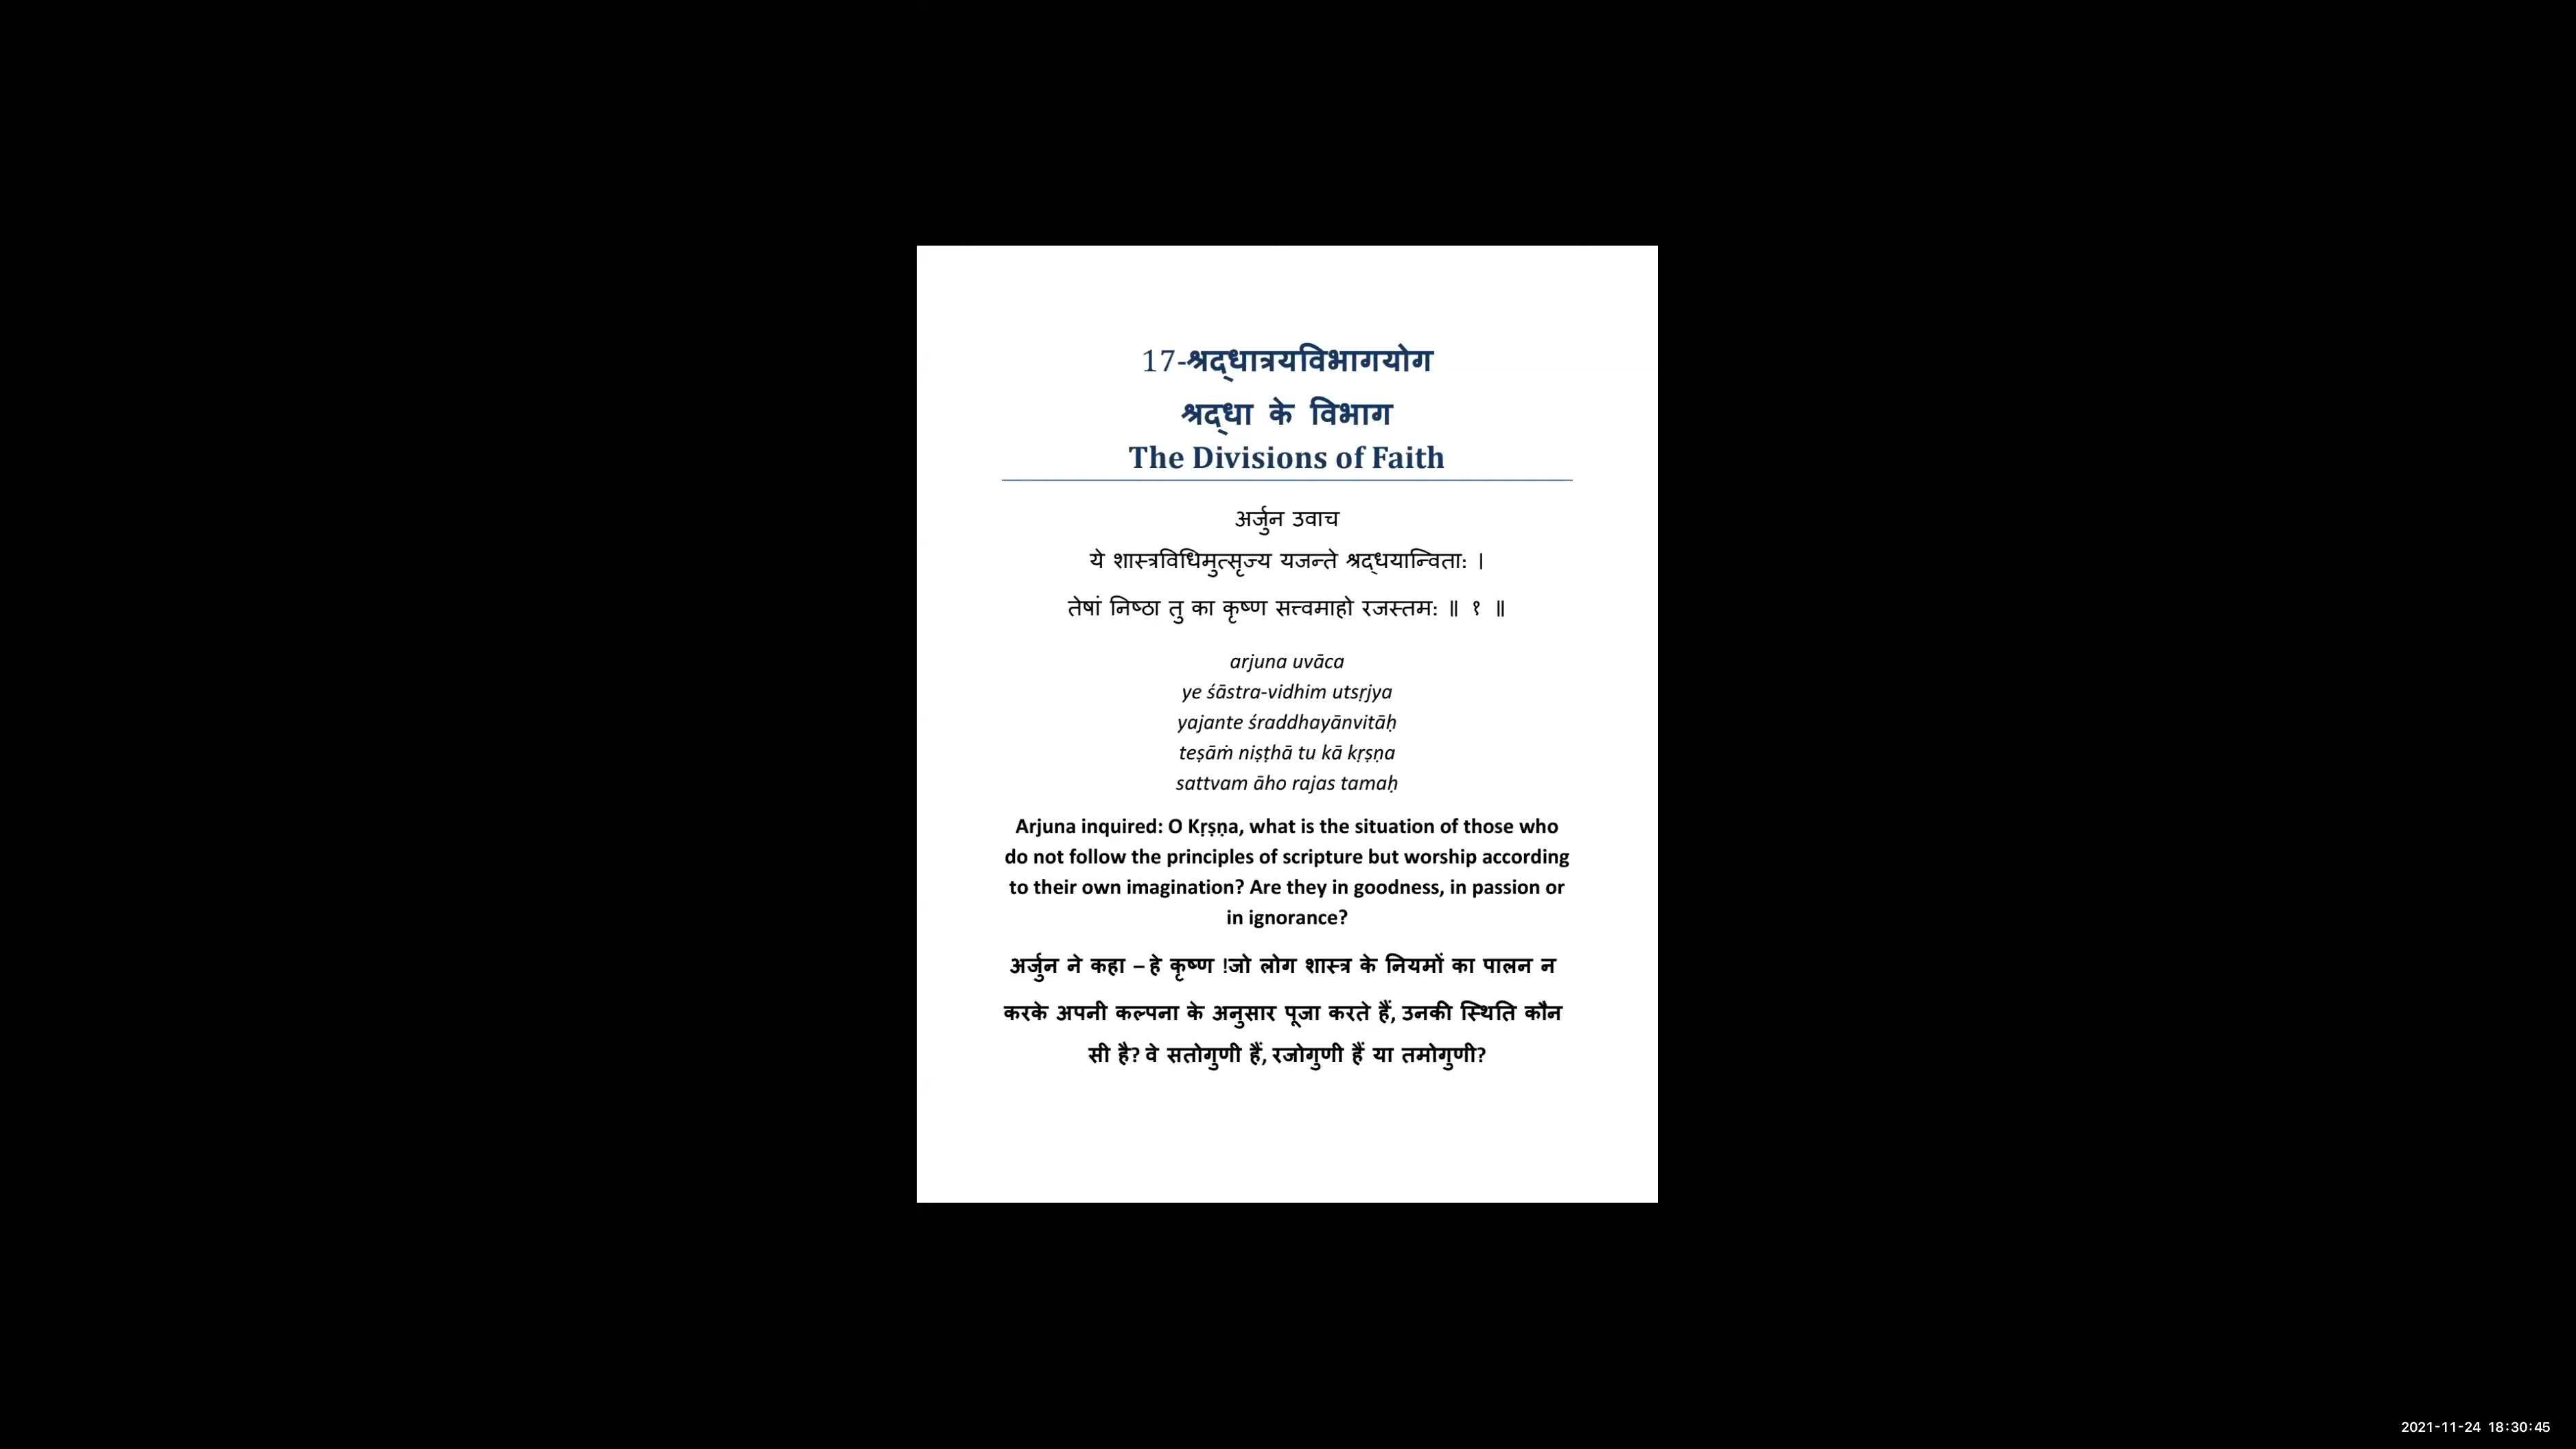 17-श्रद्धात्रयविभागयोग
श्रद्धा के विभाग
The Divisions of Faith
अर्जुन उवाच
ये शास्त्रविधिमुत्सृज्य यजन्ते श्रद्धयान्विताः ।
तेषां निष्ठा तु का कृष्ण सत्त्वमाहो रजस्तमः ॥ १ ॥
arjuna uvāca
ye śāstra-vidhim utsṛjya
yajante śraddhayānvitāḥ
teṣāṁ niṣṭhā tu kā kṛṣṇa
sattvam āho rajas tamaḥ
Arjuna inquired: O Kṛṣṇa, what is the situation of those who
do not follow the principles of scripture but worship according
to their own imagination? Are they in goodness, in passion or
in ignorance?
अर्जुन ने कहा – हे कृष्ण !जो लोग शास्त्र के नियमों का पालन न
करके अपनी कल्पना के अनुसार पूजा करते हैं, उनकी स्थिति कौन
सी है? वे सतोगुणी हैं, रजोगुणी हैं या तमोगुणी?
2021-11-24 18:30:45